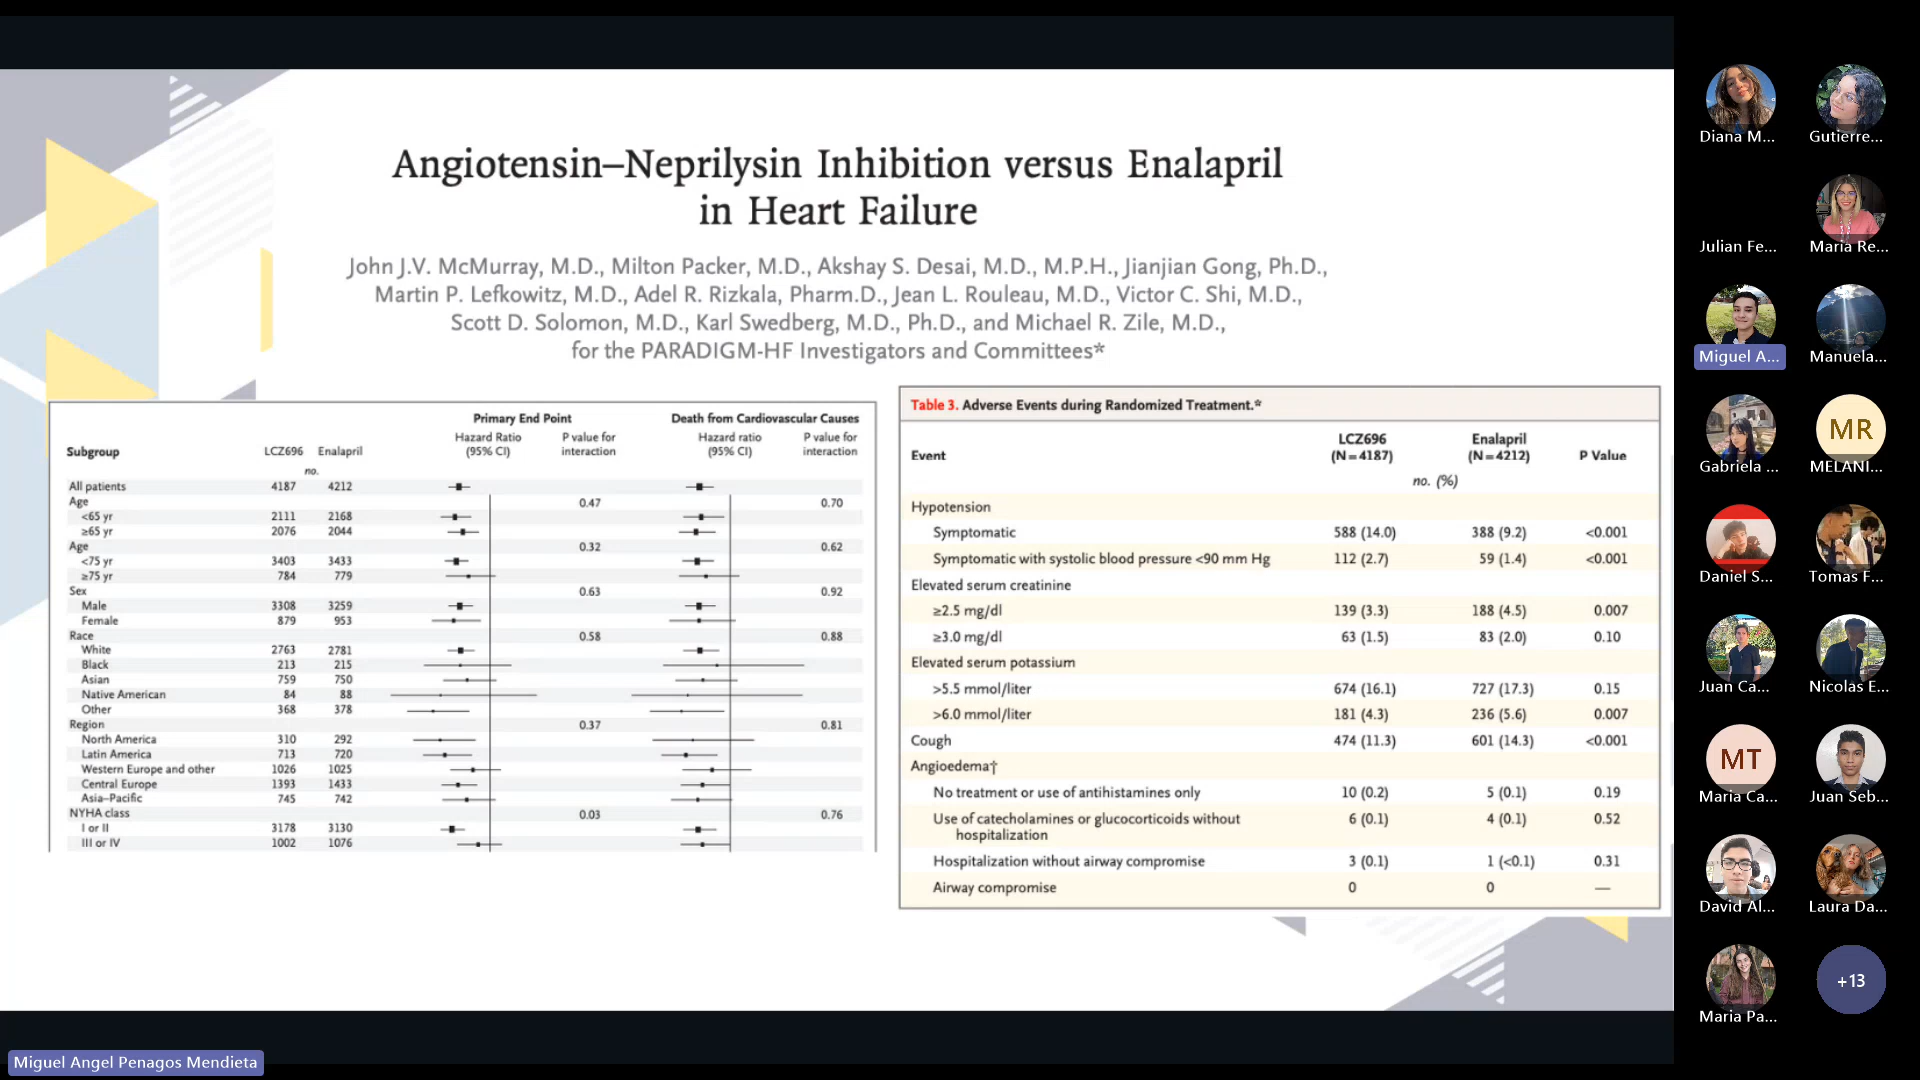 Angiotensin–Neprilysin Inhibition versus Enalapril
in Heart Failure
John J.V. McMurray, M.D., Milton Packer, M.D., Akshay S. Desai, M.D., M.P.H., Jianjian Gong, Ph.D.,
Martin P. Lefkowitz, M.D., Adel R. Rizkala, Pharm.D., Jean L. Rouleau, M.D., Victor C. Shi, M.D.,
Scott D. Solomon, M.D., Karl Swedberg, M.D., Ph.D., and Michael R. Zile, M.D.,
for the PARADIGM-HF Investigators and Committees*
Primary End Point Death from Cardiovascular Causes
Subgroup LCZ696 Enalapril Hazard Ratio (95% CI) P value for interaction Hazard ratio (95% CI) P value for interaction
no.
All patients 4187 4212
Age 0.47 0.70
<65 yr 2111 2168
≥65 yr 2076 2044
Age 0.32 0.62
<75 yr 3403 3433
≥75 yr 784 779
Sex 0.63 0.92
Male 3308 3259
Female 879 953
Race 0.58 0.88
White 2763 2781
Black 213 215
Asian 759 750
Native American 84 88
Other 368 378
Region 0.37 0.81
North America 310 292
Latin America 713 720
Western Europe and other 1026 1025
Central Europe 1393 1433
Asia–Pacific 745 742
NYHA class 0.03 0.76
I or II 3178 3130
III or IV 1002 1076
Table 3. Adverse Events during Randomized Treatment.*
Event LCZ696 (N=4187) Enalapril (N=4212) P Value
no. (%)
Hypotension
Symptomatic 588 (14.0) 388 (9.2) <0.001
Symptomatic with systolic blood pressure <90 mm Hg 112 (2.7) 59 (1.4) <0.001
Elevated serum creatinine
≥2.5 mg/dl 139 (3.3) 188 (4.5) 0.007
≥3.0 mg/dl 63 (1.5) 83 (2.0) 0.10
Elevated serum potassium
>5.5 mmol/liter 674 (16.1) 727 (17.3) 0.15
>6.0 mmol/liter 181 (4.3) 236 (5.6) 0.007
Cough 474 (11.3) 601 (14.3) <0.001
Angioedema†
No treatment or use of antihistamines only 10 (0.2) 5 (0.1) 0.19
Use of catecholamines or glucocorticoids without 6 (0.1) 4 (0.1) 0.52
hospitalization
Hospitalization without airway compromise 3 (0.1) 1 (<0.1) 0.31
Airway compromise 0 0 —
Diana M... Gutierre...
Julian Fe... Maria Re...
Miguel A... Manuela...
MR
Gabriela ... MELANI...
Daniel S... Tomas F...
Juan Ca... Nicolas E...
MT
Maria Ca... Juan Seb...
David Al... Laura Da...
+13
Maria Pa...
Miguel Angel Penagos Mendieta